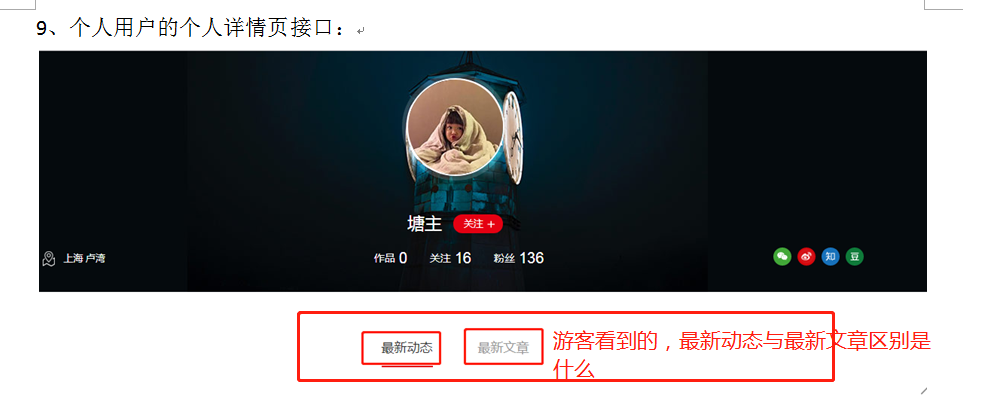 9、个人用户的个人详情页接口：
塘主 关注 +
上海 卢湾 作品 0 关注 16 粉丝 136 知 豆
最新动态 最新文章 游客看到的，最新动态与最新文章区别是
什么